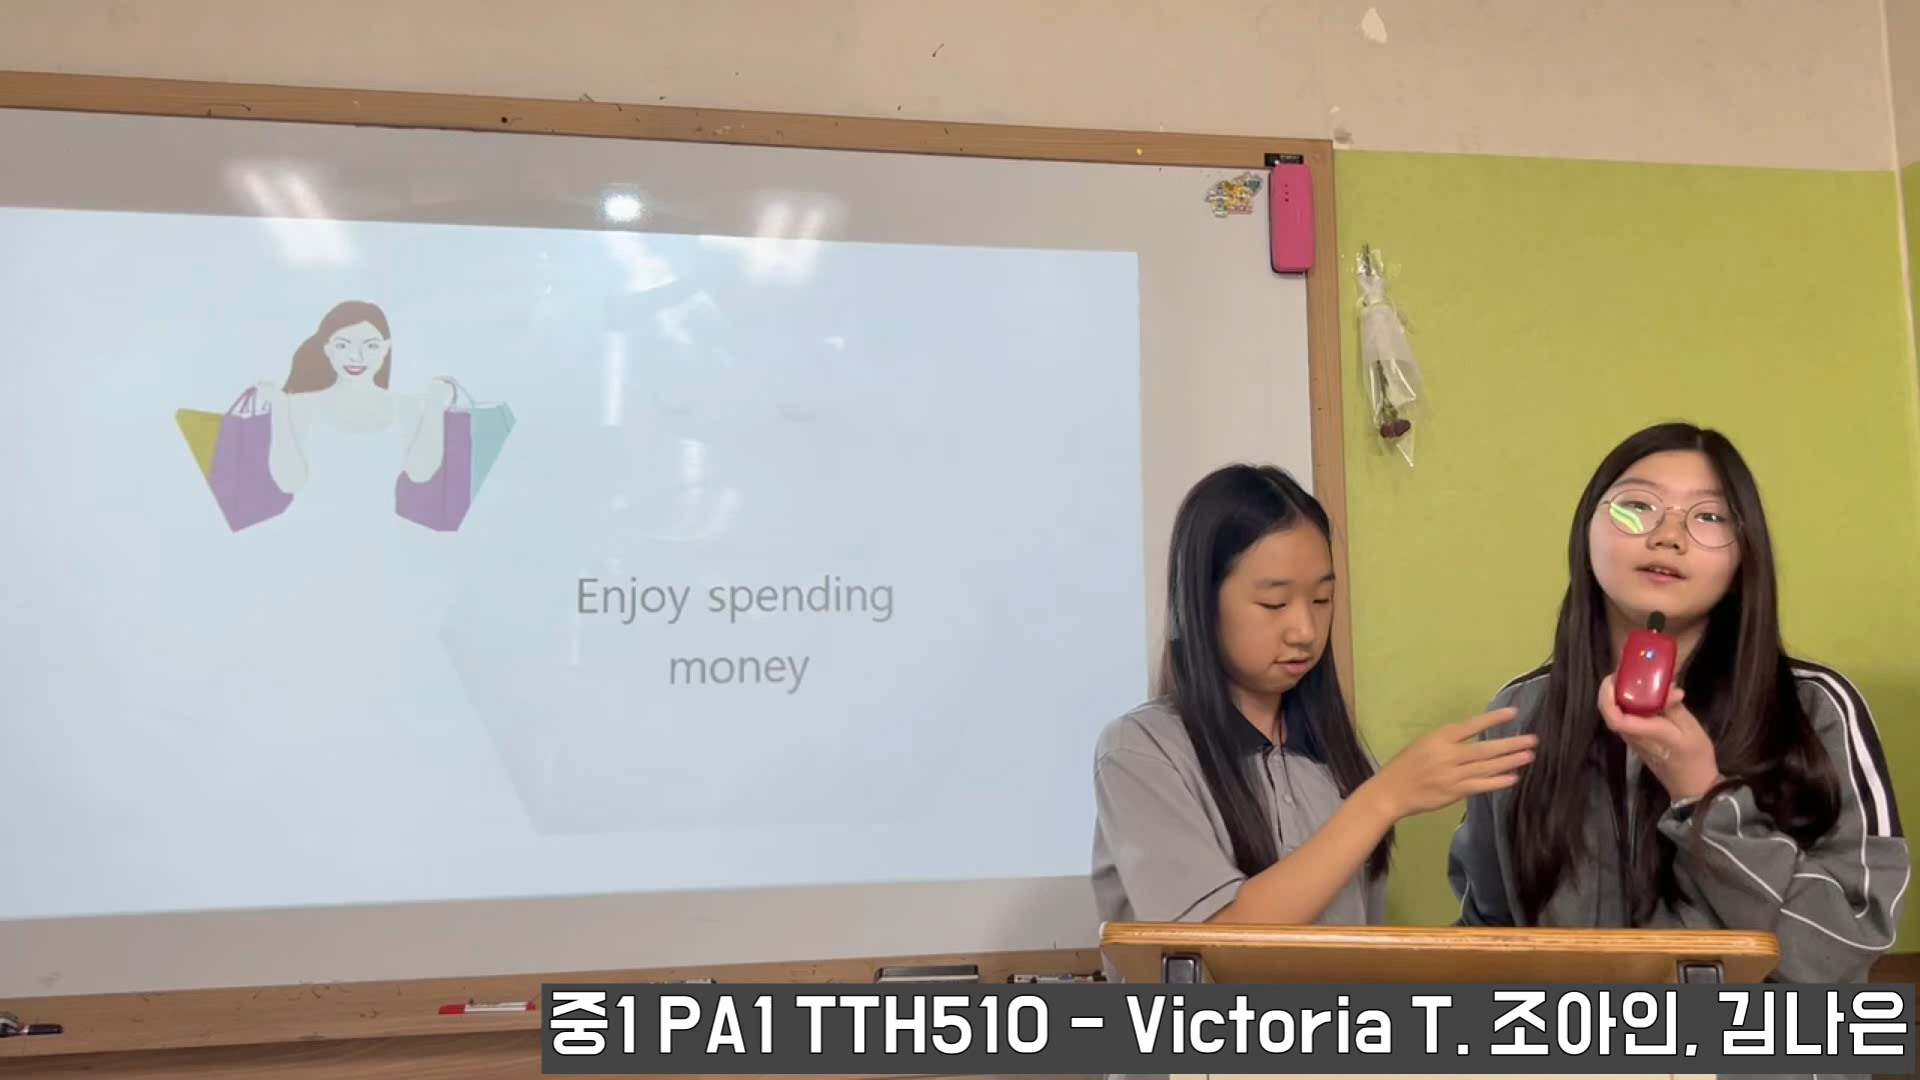 Enjoy spending
money
중1 PA1 TTH510 - Victoria T. 조아인, 김나은